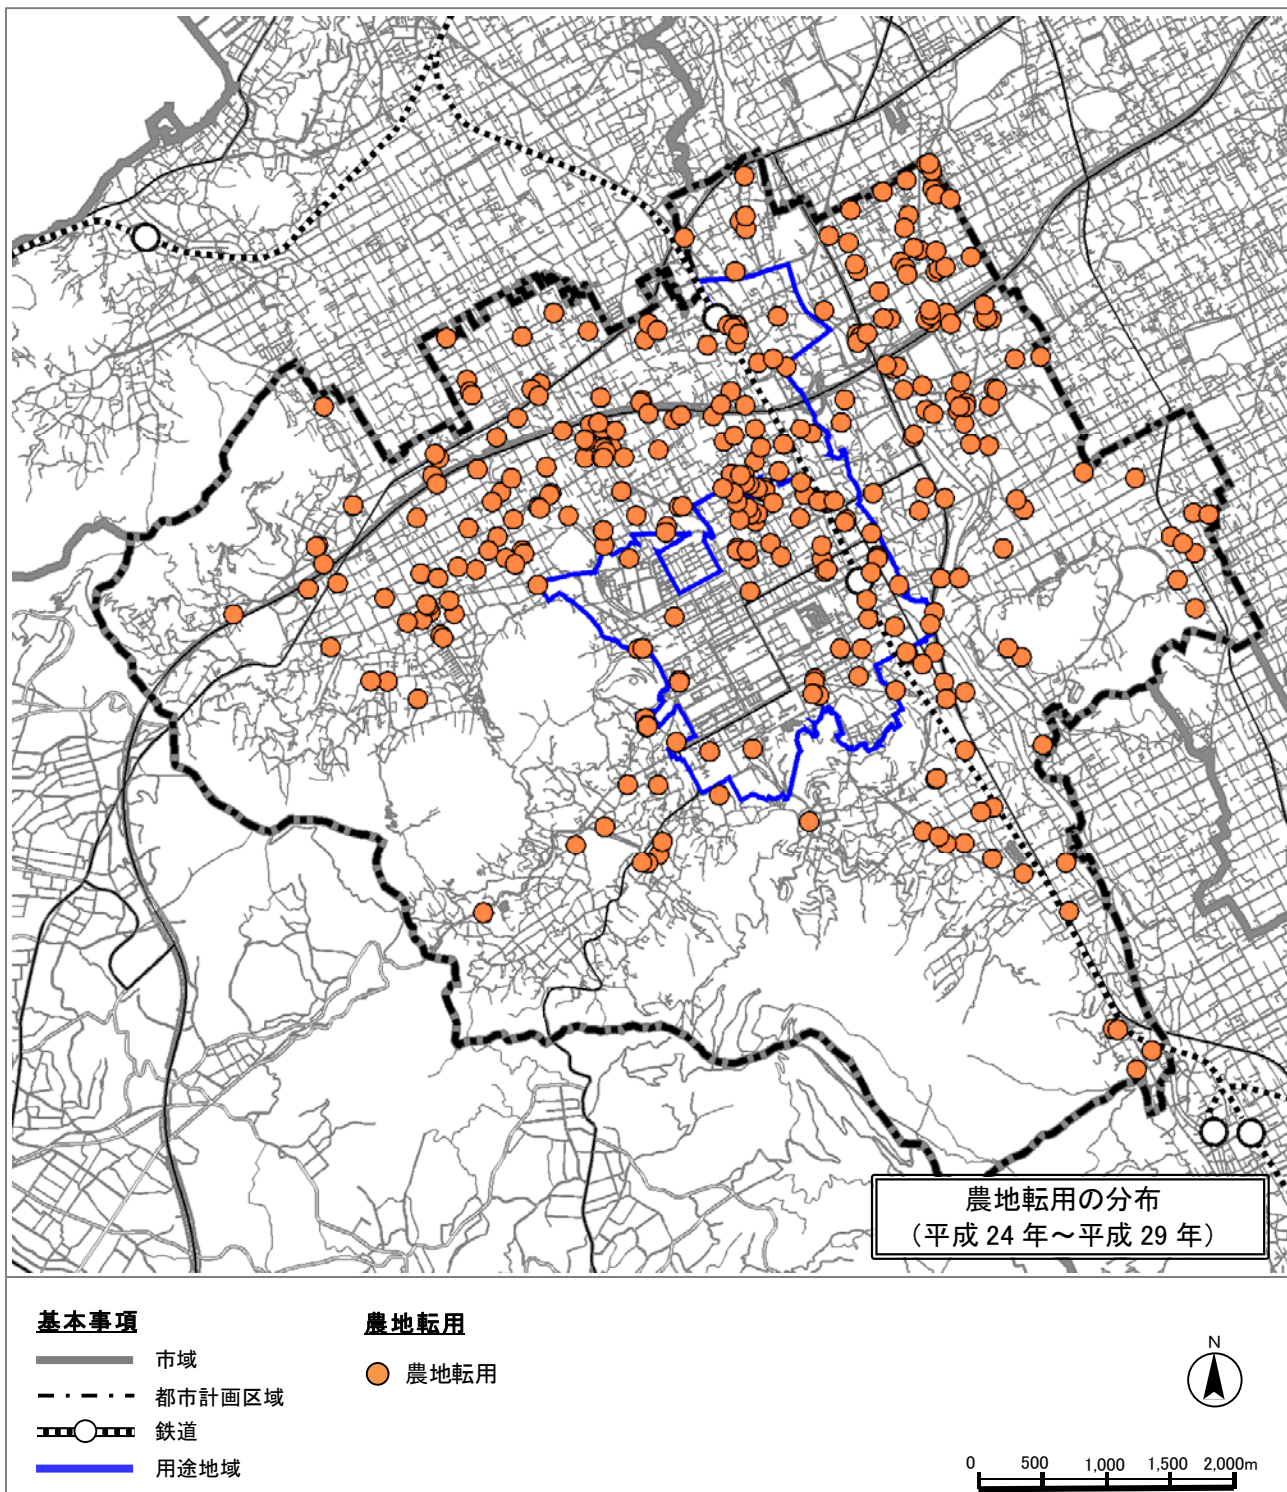 農地転用の分布
（平成 24 年～平成 29 年）
基本事項
市域
都市計画区域
鉄道
用途地域
農地転用
農地転用
N
0 500 1,000 1,500 2,000m